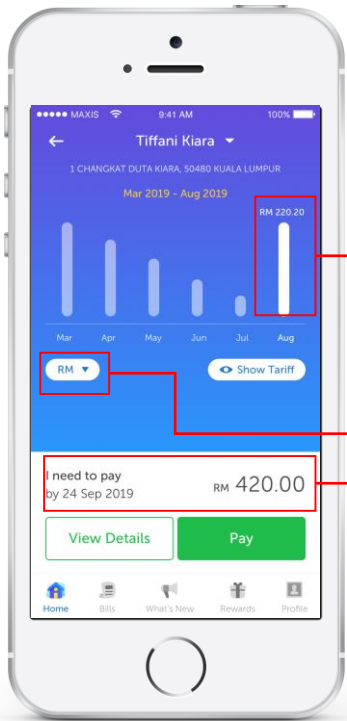 MAXIS 9:41 AM 100%
Tiffani Kiara
1 CHANGKAT DUTA KIARA, 50480 KUALA LUMPUR
Mar 2019 - Aug 2019
RM 220.20
Mar Apr May Jun Jul Aug
RM Show Tariff
I need to pay
by 24 Sep 2019 RM 420.00
View Details Pay
Home Bills What's New Rewards Profile